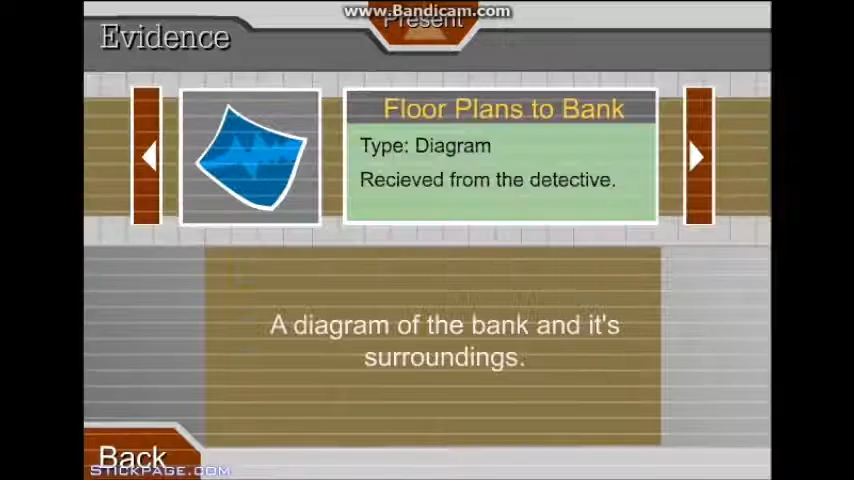 www.Bandicam.com
Present
Evidence
Floor Plans to Bank
Type: Diagram
Recieved from the detective.
A diagram of the bank and it's
surroundings.
Back
STICKPAGE.COM